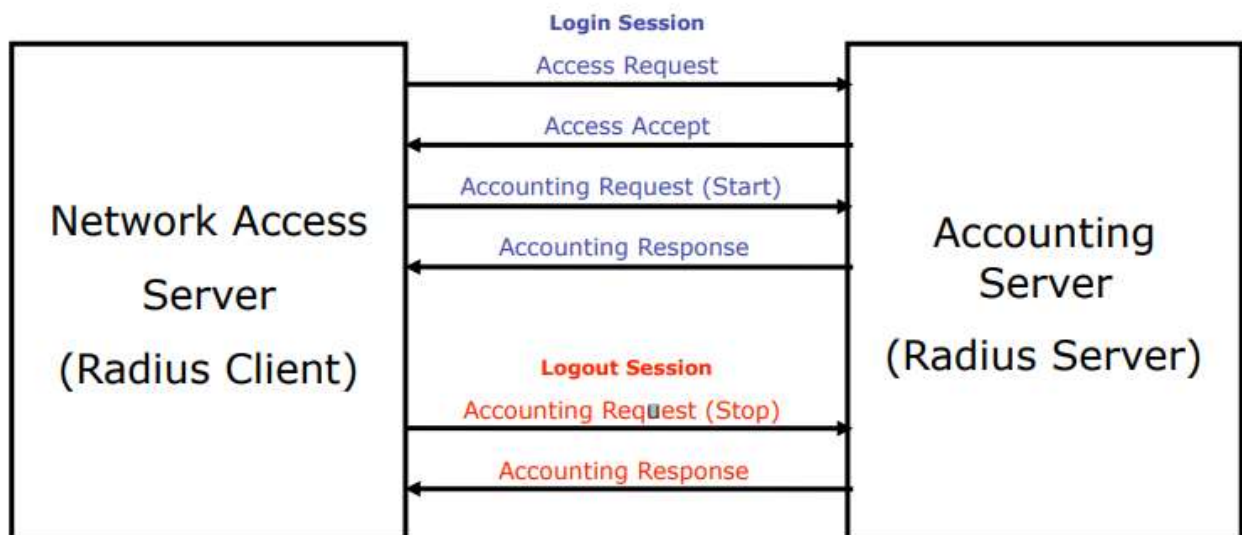 Login Session
Access Request
Access Accept
Accounting Request (Start)
Accounting Response
Network Access
Server
(Radius Client)
Accounting
Server
(Radius Server)
Logout Session
Accounting Request (Stop)
Accounting Response